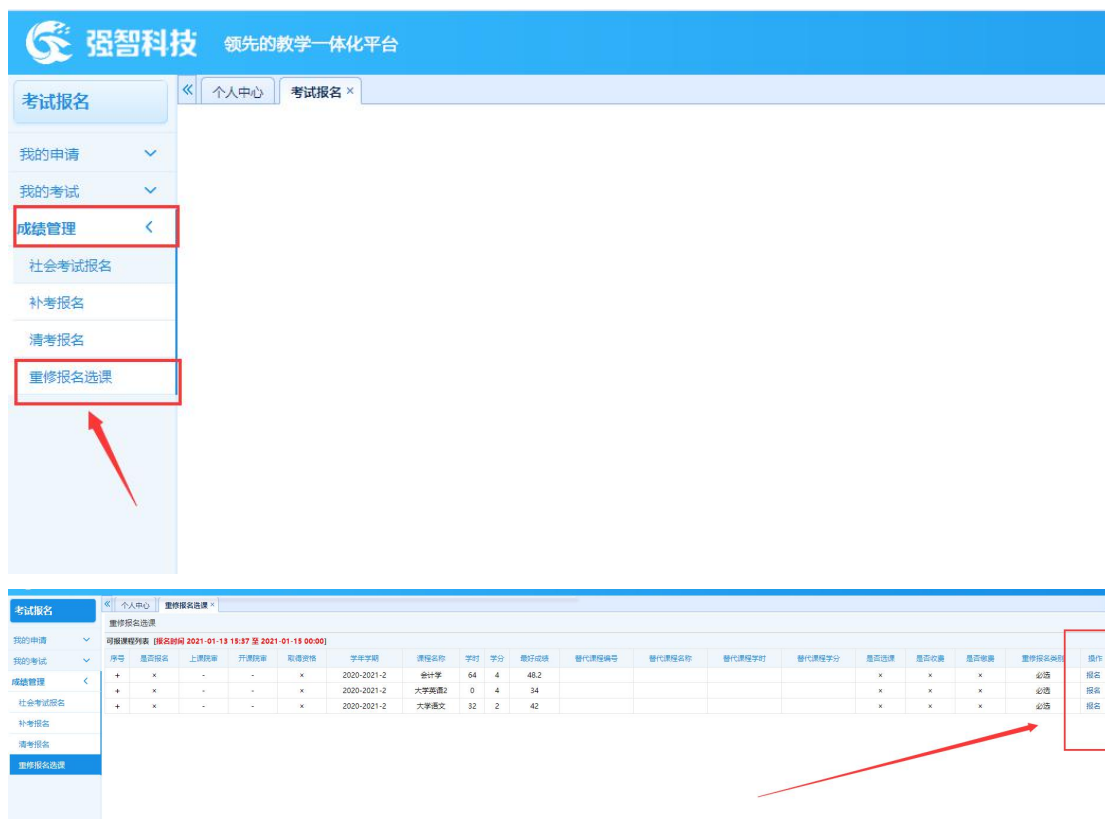 强智科技 领先的教学一体化平台
考试报名 « 个人中心 考试报名 ×
我的申请
我的考试
成绩管理
社会考试报名
补考报名
清考报名
重修报名选课
考试报名 « 个人中心 重修报名选课 ×
重修报名选课
我的申请 可报课程列表 [报名时间 2021-01-13 15:37 至 2021-01-15 00:00]
我的考试 序号 是否报名 上课院审 开课院审 取得资格 学年学期 课程名称 学时 学分 最好成绩 替代课程编号 替代课程名称 替代课程学时 替代课程学分 是否选课 是否收费 是否缴费 重修报名类别 操作
成绩管理 + × - - × 2020-2021-2 会计学 64 4 48.2 × × × 必选 报名
+ × - - × 2020-2021-2 大学英语2 0 4 34 × × × 必选 报名
社会考试报名 + × - - × 2020-2021-2 大学语文 32 2 42 × × × 必选 报名
补考报名
清考报名
重修报名选课